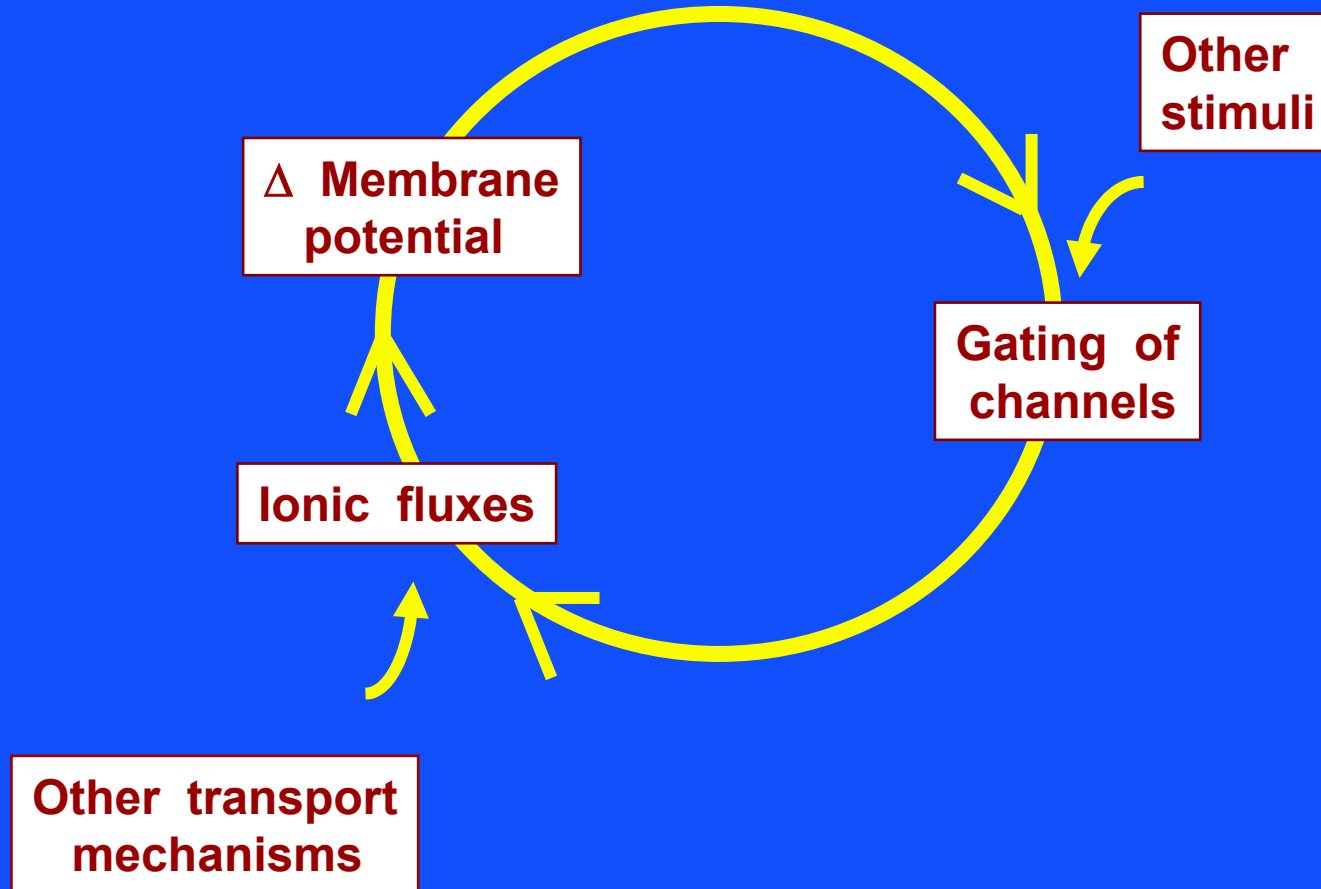 Other
stimuli
Δ Membrane
potential
Gating of
channels
Ionic fluxes
Other transport
mechanisms